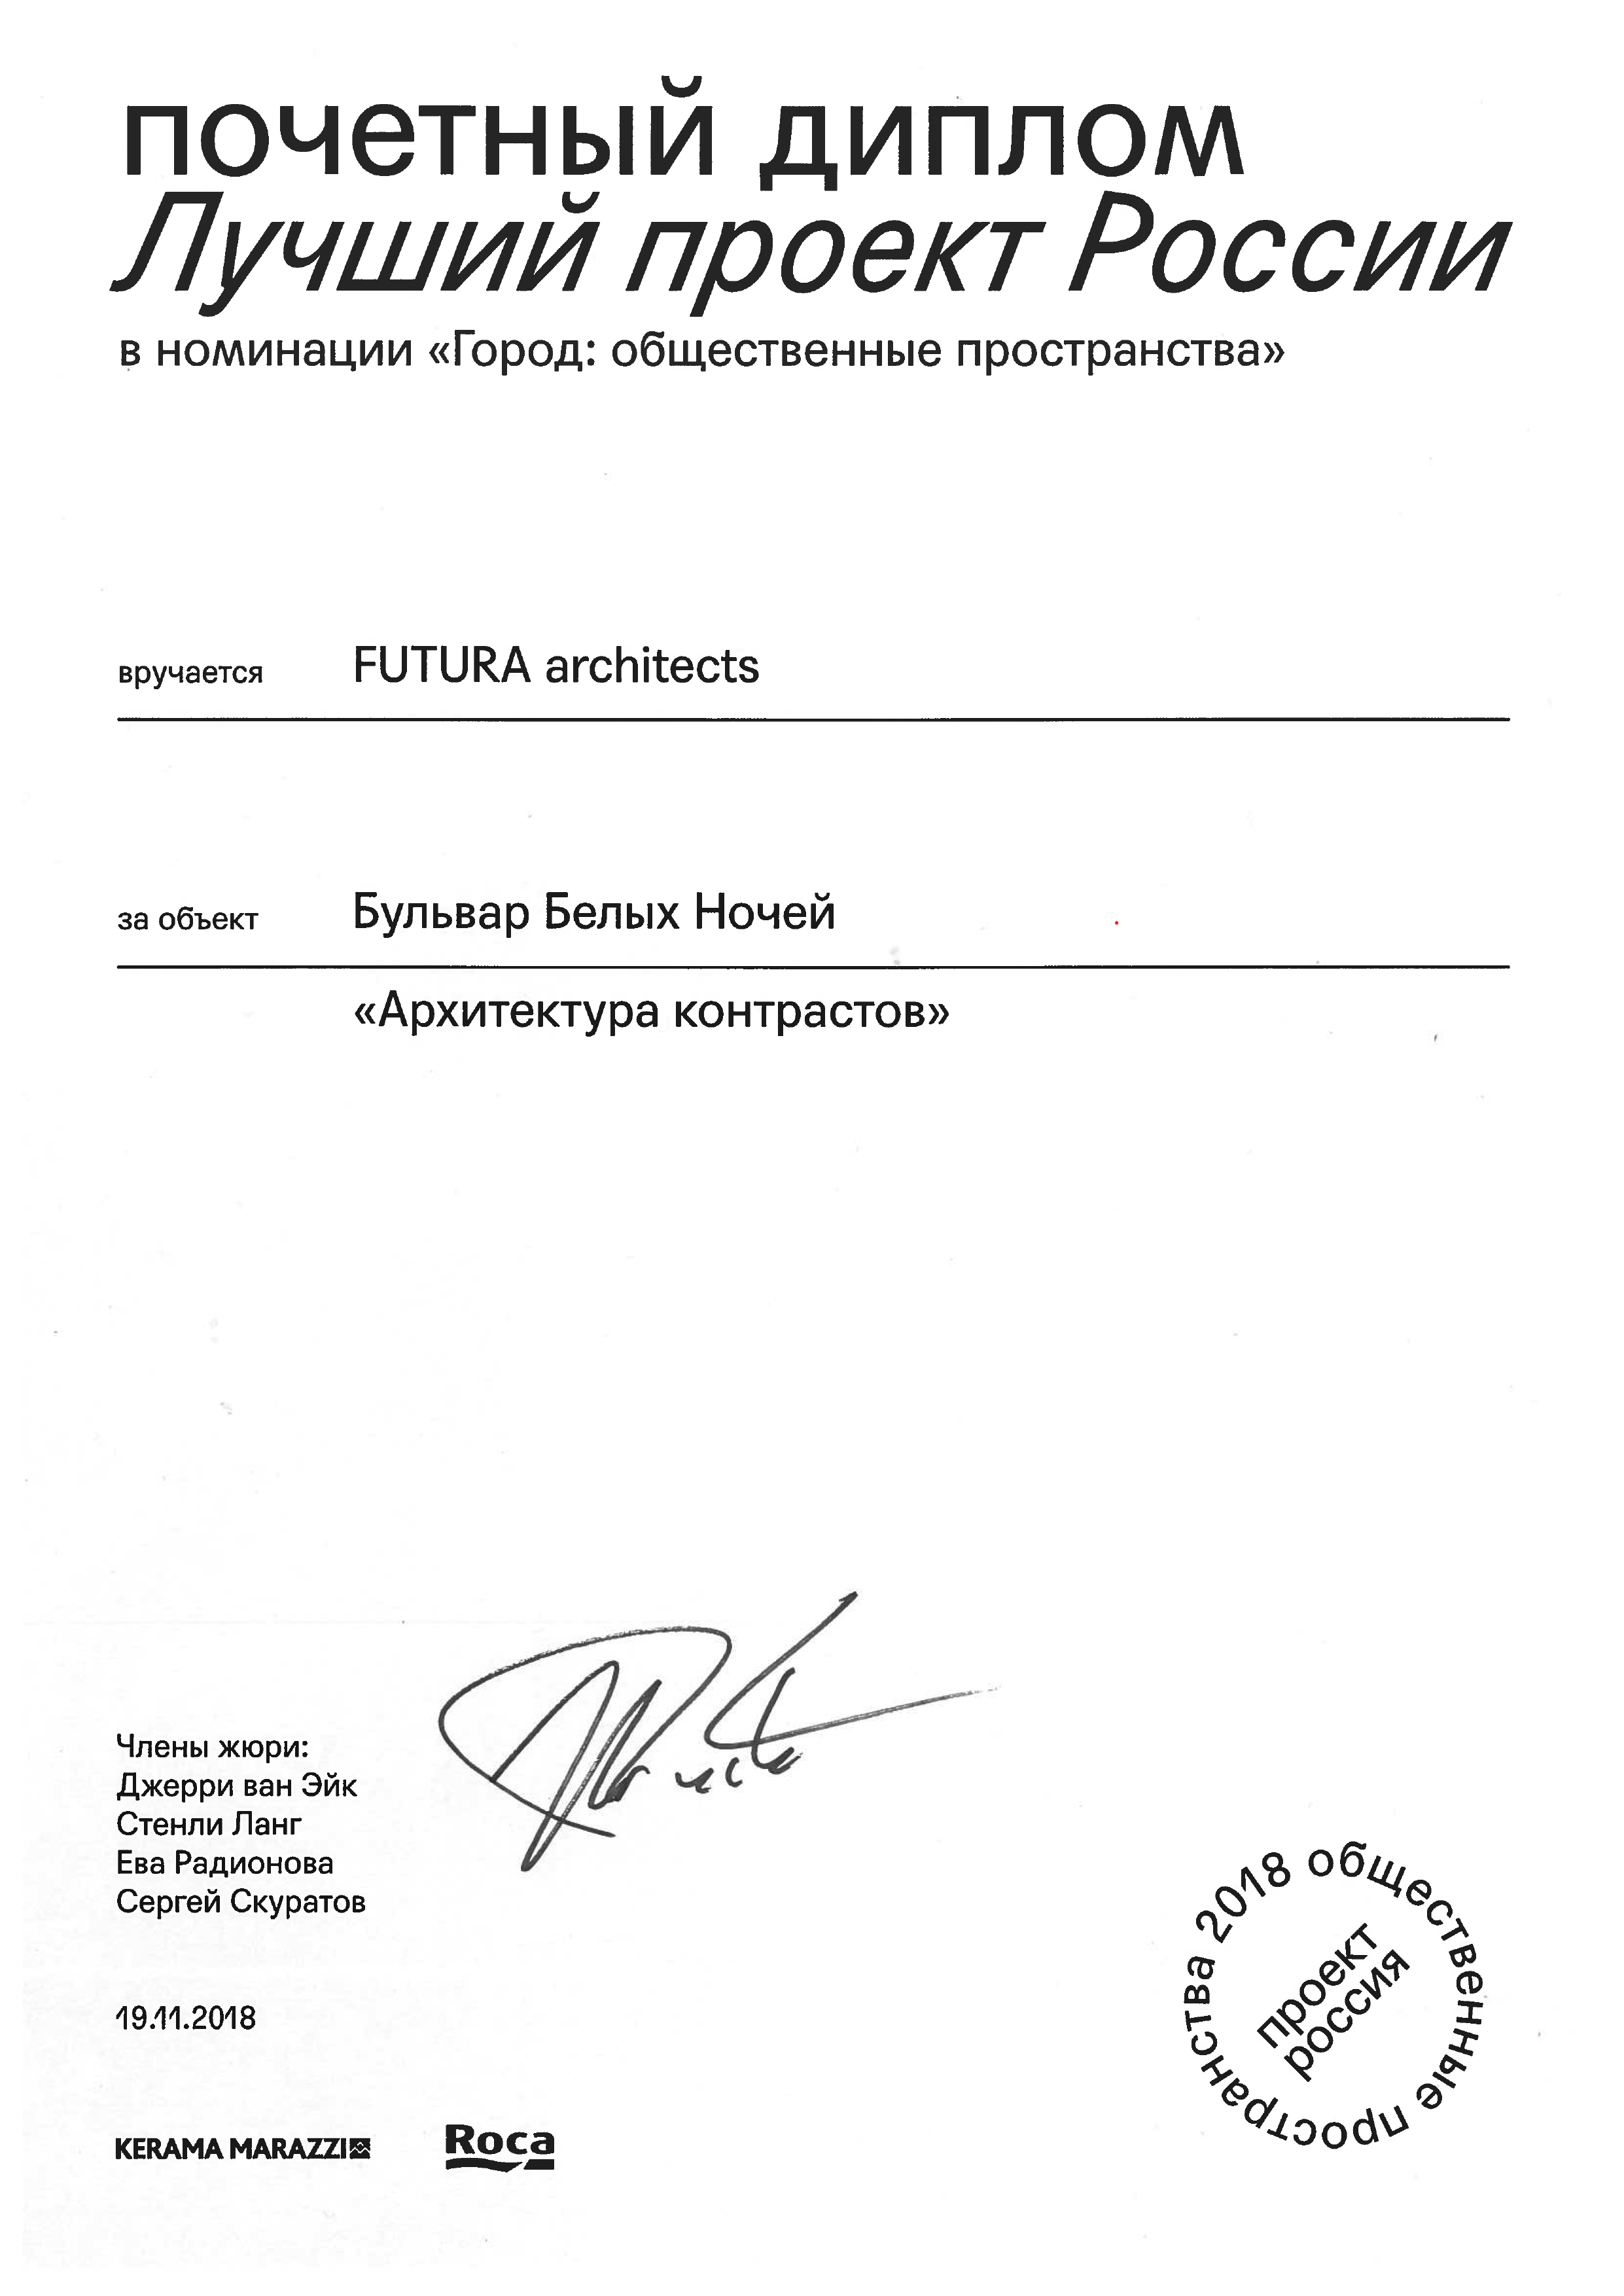 почетный диплом
Лучший проект России
в номинации «Город: общественные пространства»
вручается FUTURA architects
за объект Бульвар Белых Ночей
«Архитектура контрастов»
Члены жюри:
Джерри ван Эйк
Стенли Ланг
Ева Радионова
Сергей Скуратов
19.11.2018
KERAMA MARAZZI
Roca
общественные пространства 2018
проект
россия